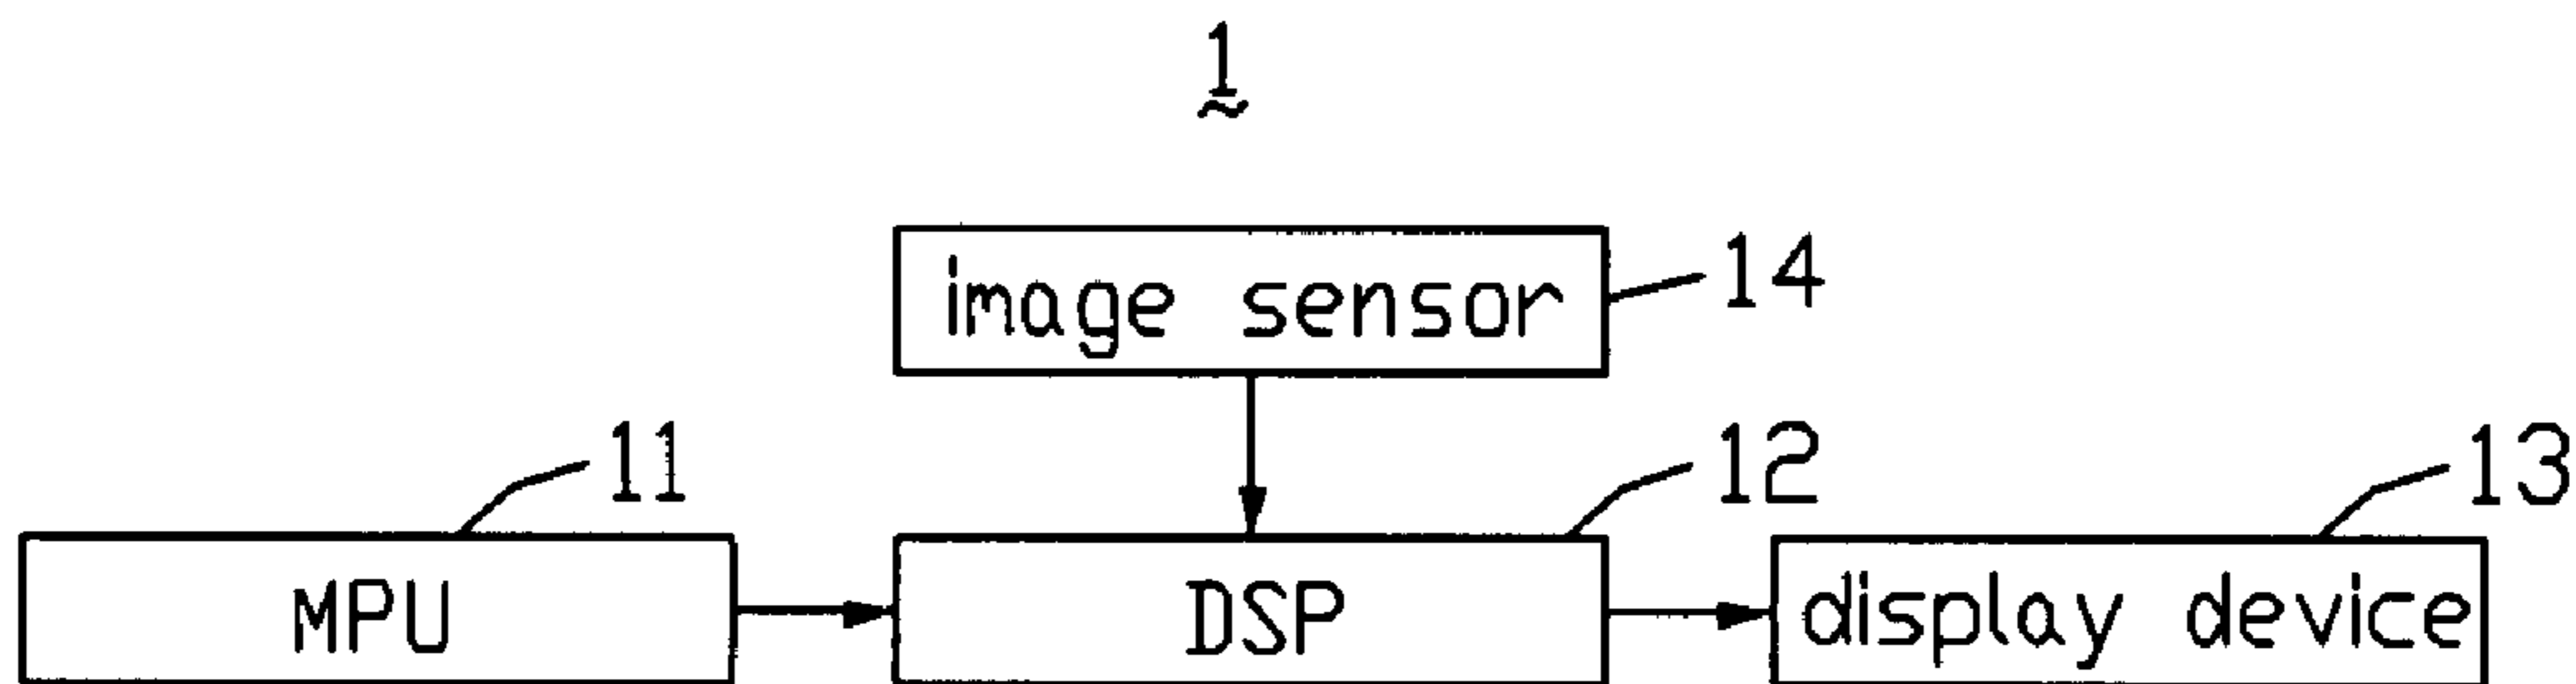 1
image sensor
14
11
12
13
MPU
DSP
display device